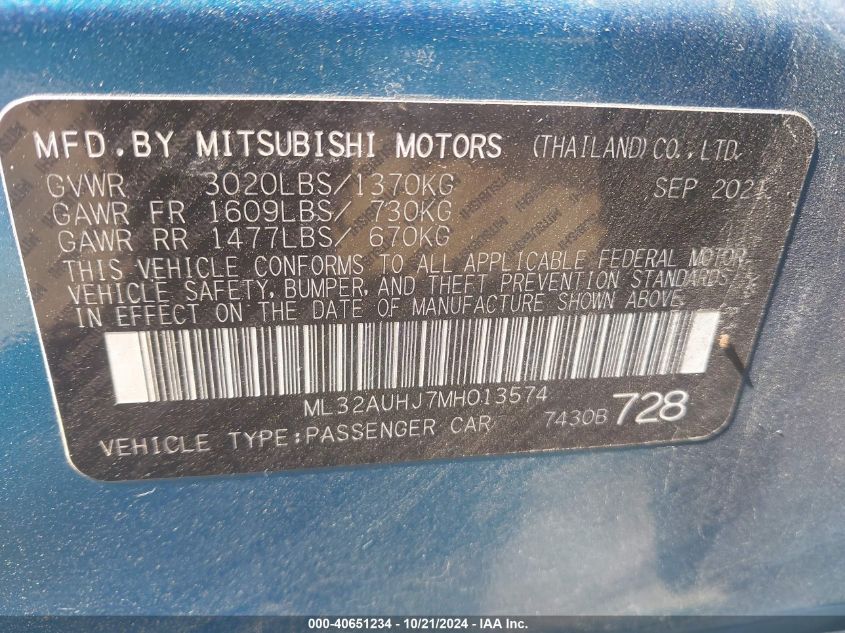 MFD.BY MITSUBISHI MOTORS (THAILAND)CO.,LTD.
GVWR 3020LBS/1370KG SEP 2021
GAWR FR 1609LBS/ 730KG
GAWR RR 1477LBS/ 670KG
THIS VEHICLE CONFORMS TO ALL APPLICABLE FEDERAL MOTOR
VEHICLE SAFETY, BUMPER, AND THEFT PREVENTION STANDARDS
IN EFFECT ON THE DATE OF MANUFACTURE SHOWN ABOVE.
ML32AUHJ7MH013574
VEHICLE TYPE:PASSENGER CAR 7430B 728
000-40651234 - 10/21/2024 - IAA Inc.